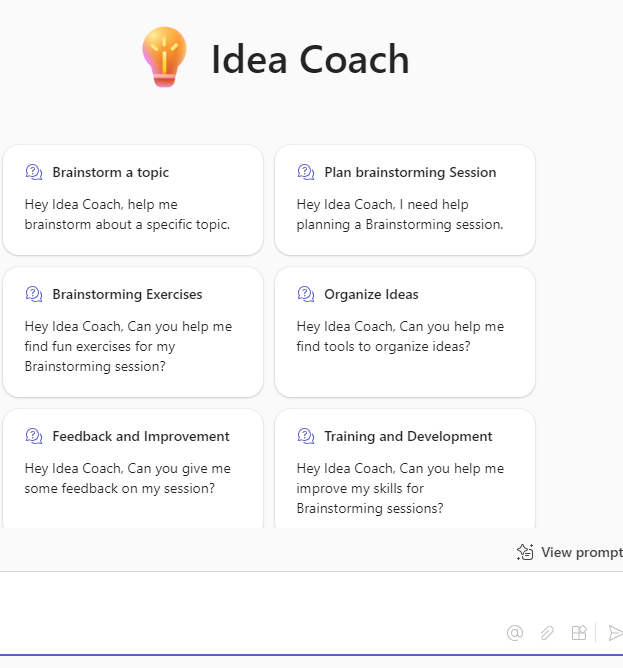 Idea Coach
Brainstorm a topic
Hey Idea Coach, help me
brainstorm about a specific topic.
Plan brainstorming Session
Hey Idea Coach, I need help
planning a Brainstorming session.
Brainstorming Exercises
Hey Idea Coach, Can you help me
find fun exercises for my
Brainstorming session?
Organize Ideas
Hey Idea Coach, Can you help me
find tools to organize ideas?
Feedback and Improvement
Hey Idea Coach, Can you give me
some feedback on my session?
Training and Development
Hey Idea Coach, Can you help me
improve my skills for
Brainstorming sessions?
View prompt